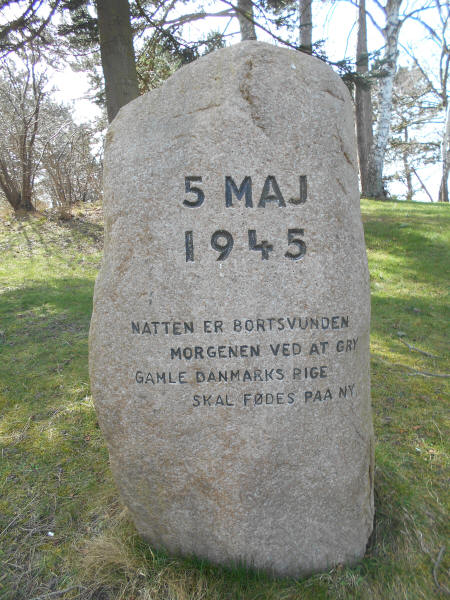 5 MAJ
1945
NATTEN ER BORTSVUNDEN
MORGENEN VED AT GRY
GAMLE DANMARKS RIGE
SKAL FØDES PAA NY